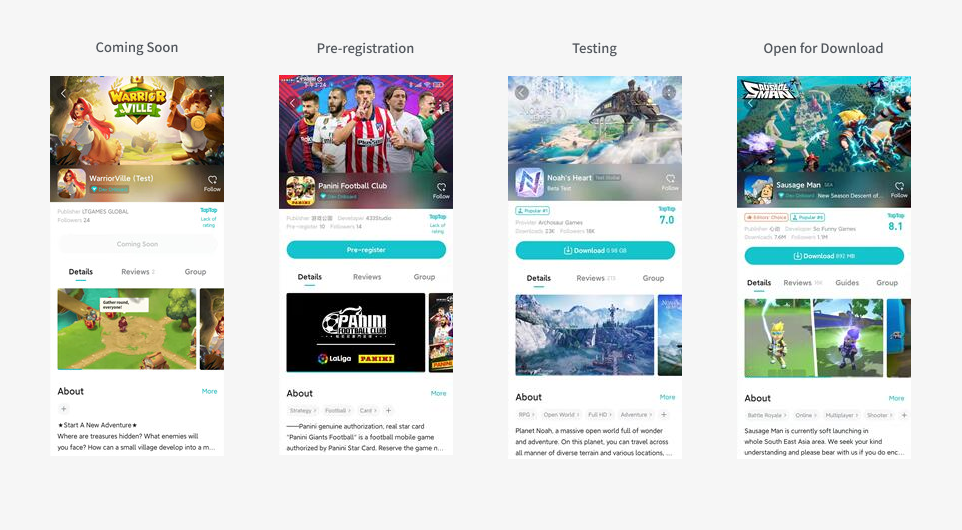 Coming Soon
WARRIOR
VILLE
WarriorVille (Test)
Dev Onboard
Follow
Publisher LTGAMES GLOBAL
Followers 24
TapTap
Lack of
rating
Coming Soon
Details
Reviews 2
Group
Gather round,
everyone!
About
More
+
★Start A New Adventure★
Where are treasures hidden? What enemies will
you face? How can a small village develop into a m...
Pre-registration
Panini Football Club
Dev Onboard
Follow
Pre-register 10 Followers 14
TapTap
Lack of
rating
Pre-register
Details
Reviews
Group
PANINI
FOOTBALL CLUB
LaLiga
PANINI
About
More
Strategy >
Football >
Card >
+
——Panini genuine authorization, real star card
"Panini Giants Football" is a football mobile game
authorized by Panini Star Card. Reserve the game n...
Testing
Noah's Heart
Test Online
Beta Test
Follow
Popular #1
Provider Archosaur Games
Downloads 23K Followers 18K
TapTap
7.0
Download 0.98 GB
Details
Reviews
Group
About
More
RPG >
Open World >
Full HD >
Adventure >
+
Planet Noah, a massive open world full of wonder
and adventure. On this planet, you can travel across
all manner of diverse terrain and various locations, ...
Open for Download
SAUSAGE
MAN
Sausage Man
SEA
Dev Onboard
New Season Descent of..
Follow
Editors' Choice
Popular #6
Publisher 心动 Developer So Funny Games
Downloads 7.6M Followers 1.9M
TapTap
8.1
Download 892 MB
Details
Reviews
Guides
Group
About
More
Battle Royale >
Online >
Multiplayer >
Shooter >
+
Sausage Man is currently soft launching in
whole South East Asia area. We seek your kind
understanding and please bear with us if you do enc...